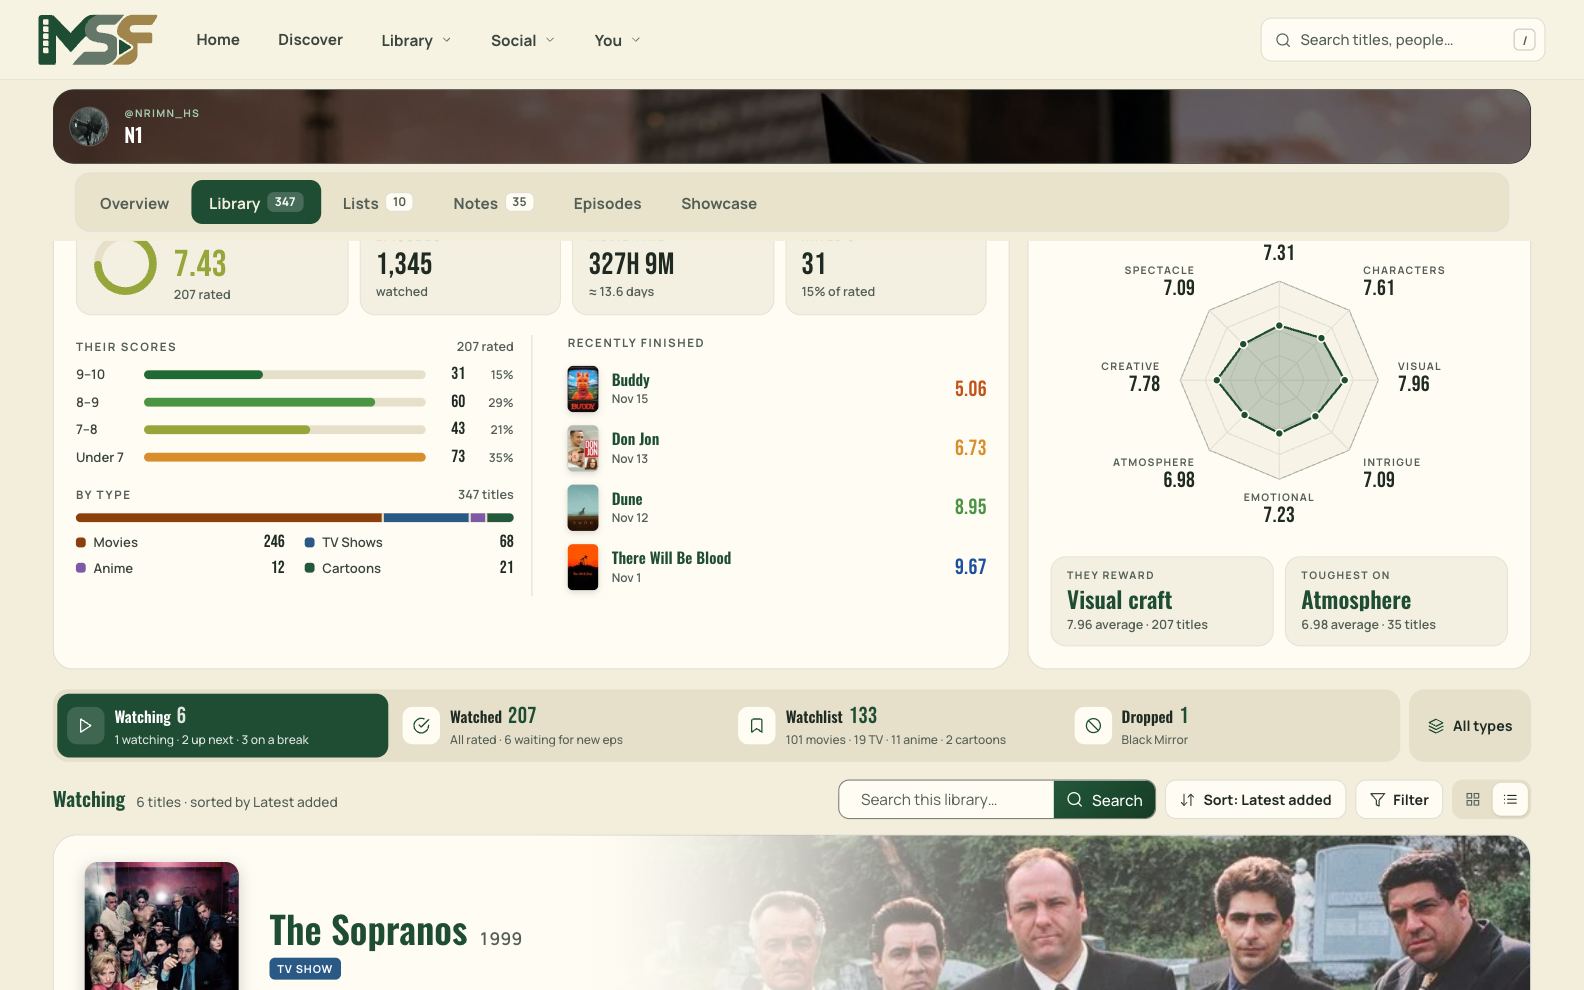 MSF
Home
Discover
Library
Social
You
Search titles, people...
/
@NRIMN_HS
N1
Overview
Library 347
Lists 10
Notes 35
Episodes
Showcase
7.43
207 rated
1,345
watched
327H 9M
≈ 13.6 days
31
15% of rated
THEIR SCORES
207 rated
9–10 31 15%
8–9 60 29%
7–8 43 21%
Under 7 73 35%
BY TYPE
347 titles
Movies 246
TV Shows 68
Anime 12
Cartoons 21
RECENTLY FINISHED
Buddy
Nov 15
5.06
BUDDY
Don Jon
Nov 13
6.73
DON JON
Dune
Nov 12
8.95
There Will Be Blood
Nov 1
9.67
7.31
SPECTACLE
7.09
CHARACTERS
7.61
CREATIVE
7.78
VISUAL
7.96
ATMOSPHERE
6.98
INTRIGUE
7.09
EMOTIONAL
7.23
THEY REWARD
Visual craft
7.96 average · 207 titles
TOUGHEST ON
Atmosphere
6.98 average · 35 titles
Watching 6
1 watching · 2 up next · 3 on a break
Watched 207
All rated · 6 waiting for new eps
Watchlist 133
101 movies · 19 TV · 11 anime · 2 cartoons
Dropped 1
Black Mirror
All types
Watching
6 titles · sorted by Latest added
Search this library...
Search
Sort: Latest added
Filter
The Sopranos 1999
TV SHOW